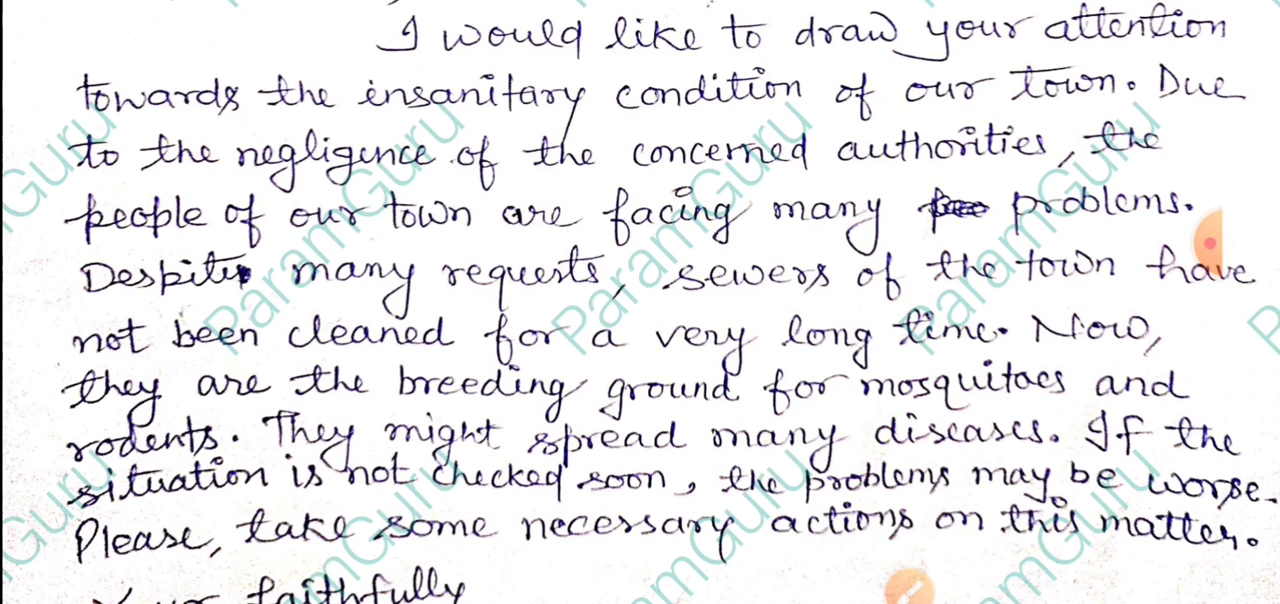 I would like to draw your attention
towards the insanitary condition of our town. Due
to the negligence of the concerned authorities, the
people of our town are facing many problems.
Despite many requests, sewers of the town have
not been cleaned for a very long time. Now,
they are the breeding ground for mosquitoes and
rodents. They might spread many diseases. If the
situation is not checked soon, the problems may be worse.
Please, take some necessary actions on this matter.
Your faithfully
ParamGuru